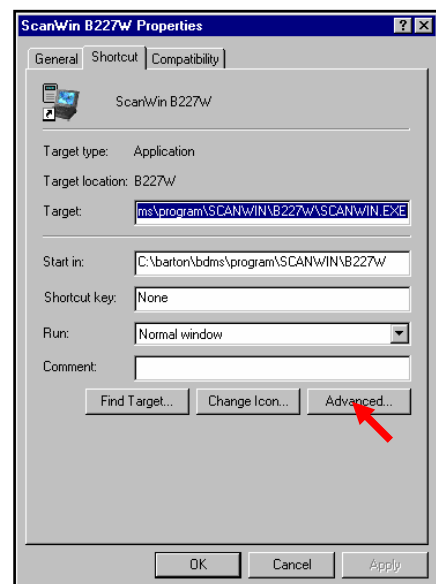 ScanWin B227W Properties
General Shortcut Compatibility
ScanWin B227W
Target type: Application
Target location: B227W
Target: ms\program\SCANWIN\B227W\SCANWIN.EXE
Start in: C:\barton\bdms\program\SCANWIN\B227W
Shortcut key: None
Run: Normal window
Comment:
Find Target... Change Icon... Advanced...
OK Cancel Apply